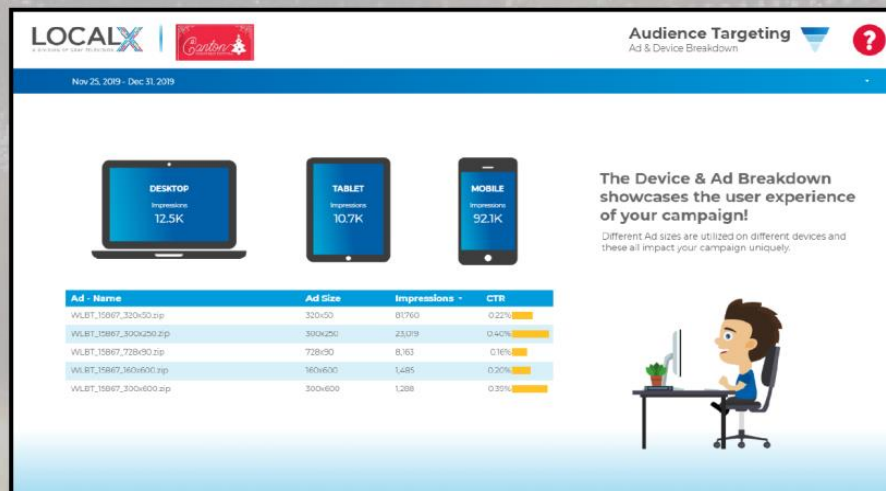 LOCALX
Canton
Audience Targeting
Ad & Device Breakdown
?
Nov 25, 2019 - Dec 31, 2019
DESKTOP
Impressions
12.5K
TABLET
Impressions
10.7K
MOBILE
Impressions
92.1K
The Device & Ad Breakdown
showcases the user experience
of your campaign!
Different Ad sizes are utilized on different devices and
these all impact your campaign uniquely.
Ad - Name Ad Size Impressions CTR
WLBT_15867_320x50.zip 320x50 81,760 0.22%
WLBT_15867_300x250.zip 300x250 23,019 0.40%
WLBT_15867_728x90.zip 728x90 8,163 0.16%
WLBT_15867_160x600.zip 160x600 1,485 0.20%
WLBT_15867_300x600.zip 300x600 1,288 0.39%